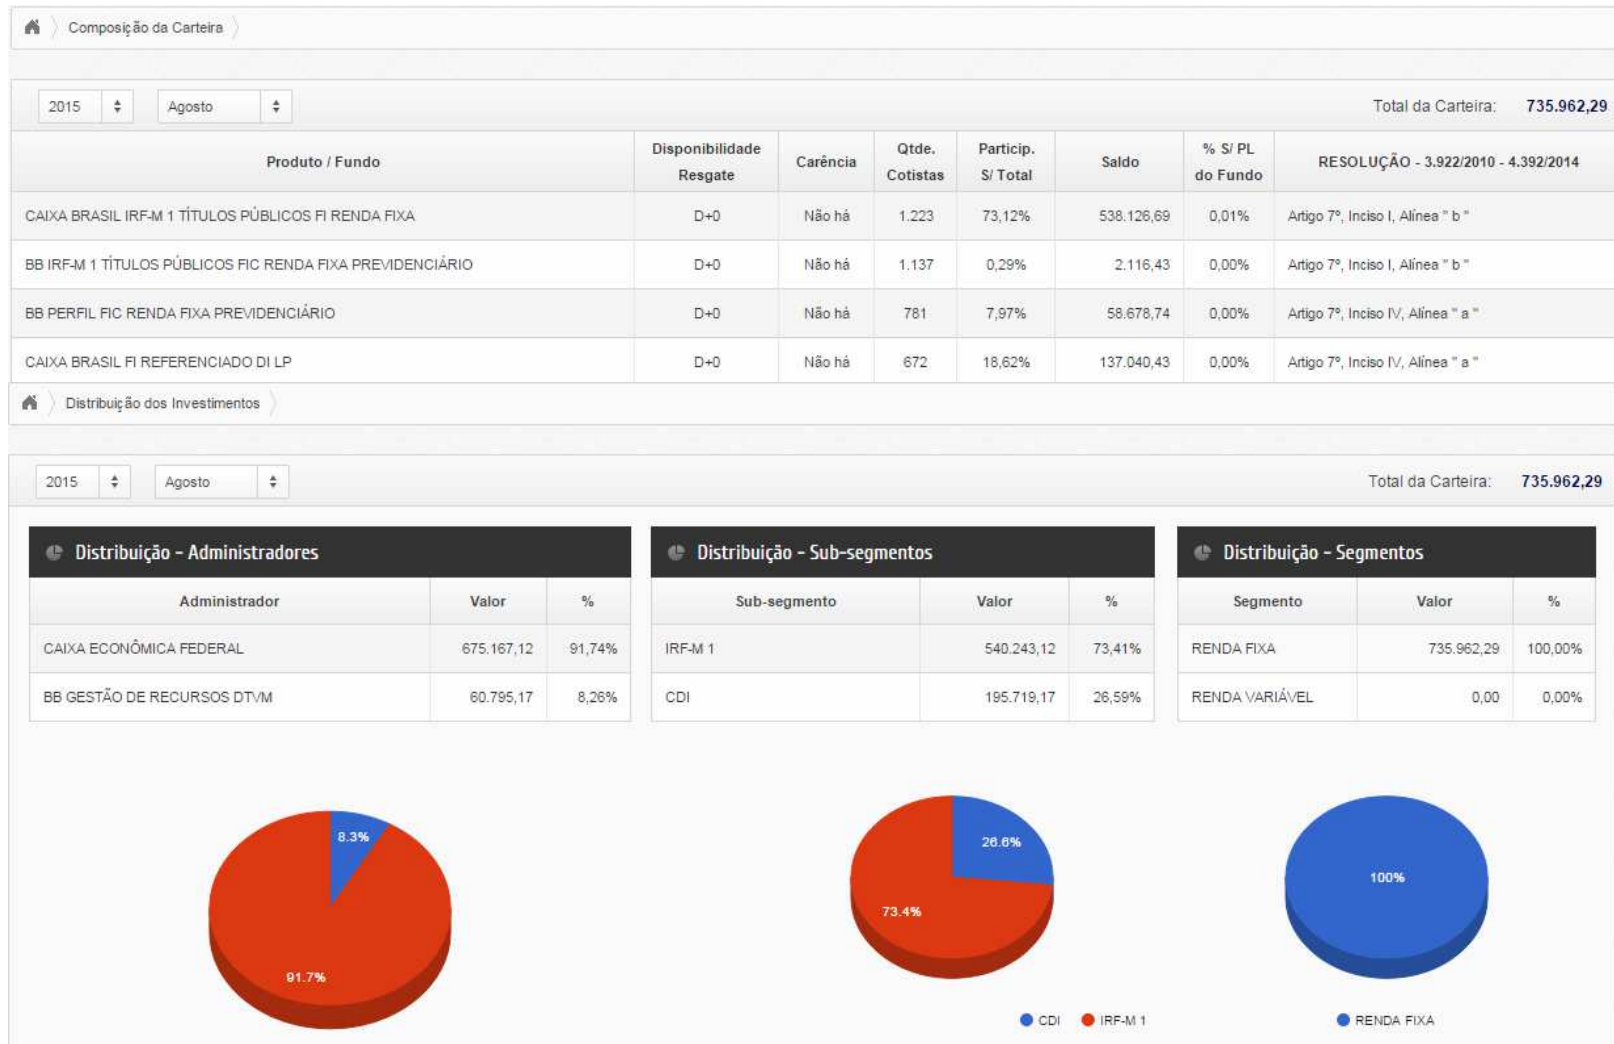 Composição da Carteira
2015 Agosto Total da Carteira: 735.962,29
Produto / Fundo Disponibilidade Resgate Carência Qtde. Cotistas Particip. S/ Total Saldo % S/ PL do Fundo RESOLUÇÃO - 3.922/2010 - 4.392/2014
CAIXA BRASIL IRF-M 1 TÍTULOS PÚBLICOS FI RENDA FIXA D+0 Não há 1.223 73,12% 538.126,69 0,01% Artigo 7º, Inciso I, Alínea " b "
BB IRF-M 1 TÍTULOS PÚBLICOS FIC RENDA FIXA PREVIDENCIÁRIO D+0 Não há 1.137 0,29% 2.116,43 0,00% Artigo 7º, Inciso I, Alínea " b "
BB PERFIL FIC RENDA FIXA PREVIDENCIÁRIO D+0 Não há 781 7,97% 58.678,74 0,00% Artigo 7º, Inciso IV, Alínea " a "
CAIXA BRASIL FI REFERENCIADO DI LP D+0 Não há 672 18,62% 137.040,43 0,00% Artigo 7º, Inciso IV, Alínea " a "
Distribuição dos Investimentos
2015 Agosto Total da Carteira: 735.962,29
Distribuição - Administradores
Administrador Valor %
CAIXA ECONÔMICA FEDERAL 675.167,12 91,74%
BB GESTÃO DE RECURSOS DTVM 60.795,17 8,26%
Distribuição - Sub-segmentos
Sub-segmento Valor %
IRF-M 1 540.243,12 73,41%
CDI 195.719,17 26,59%
Distribuição - Segmentos
Segmento Valor %
RENDA FIXA 735.962,29 100,00%
RENDA VARIÁVEL 0,00 0,00%
8.3%
91.7%
26.6%
73.4%
CDI IRF-M 1
100%
RENDA FIXA